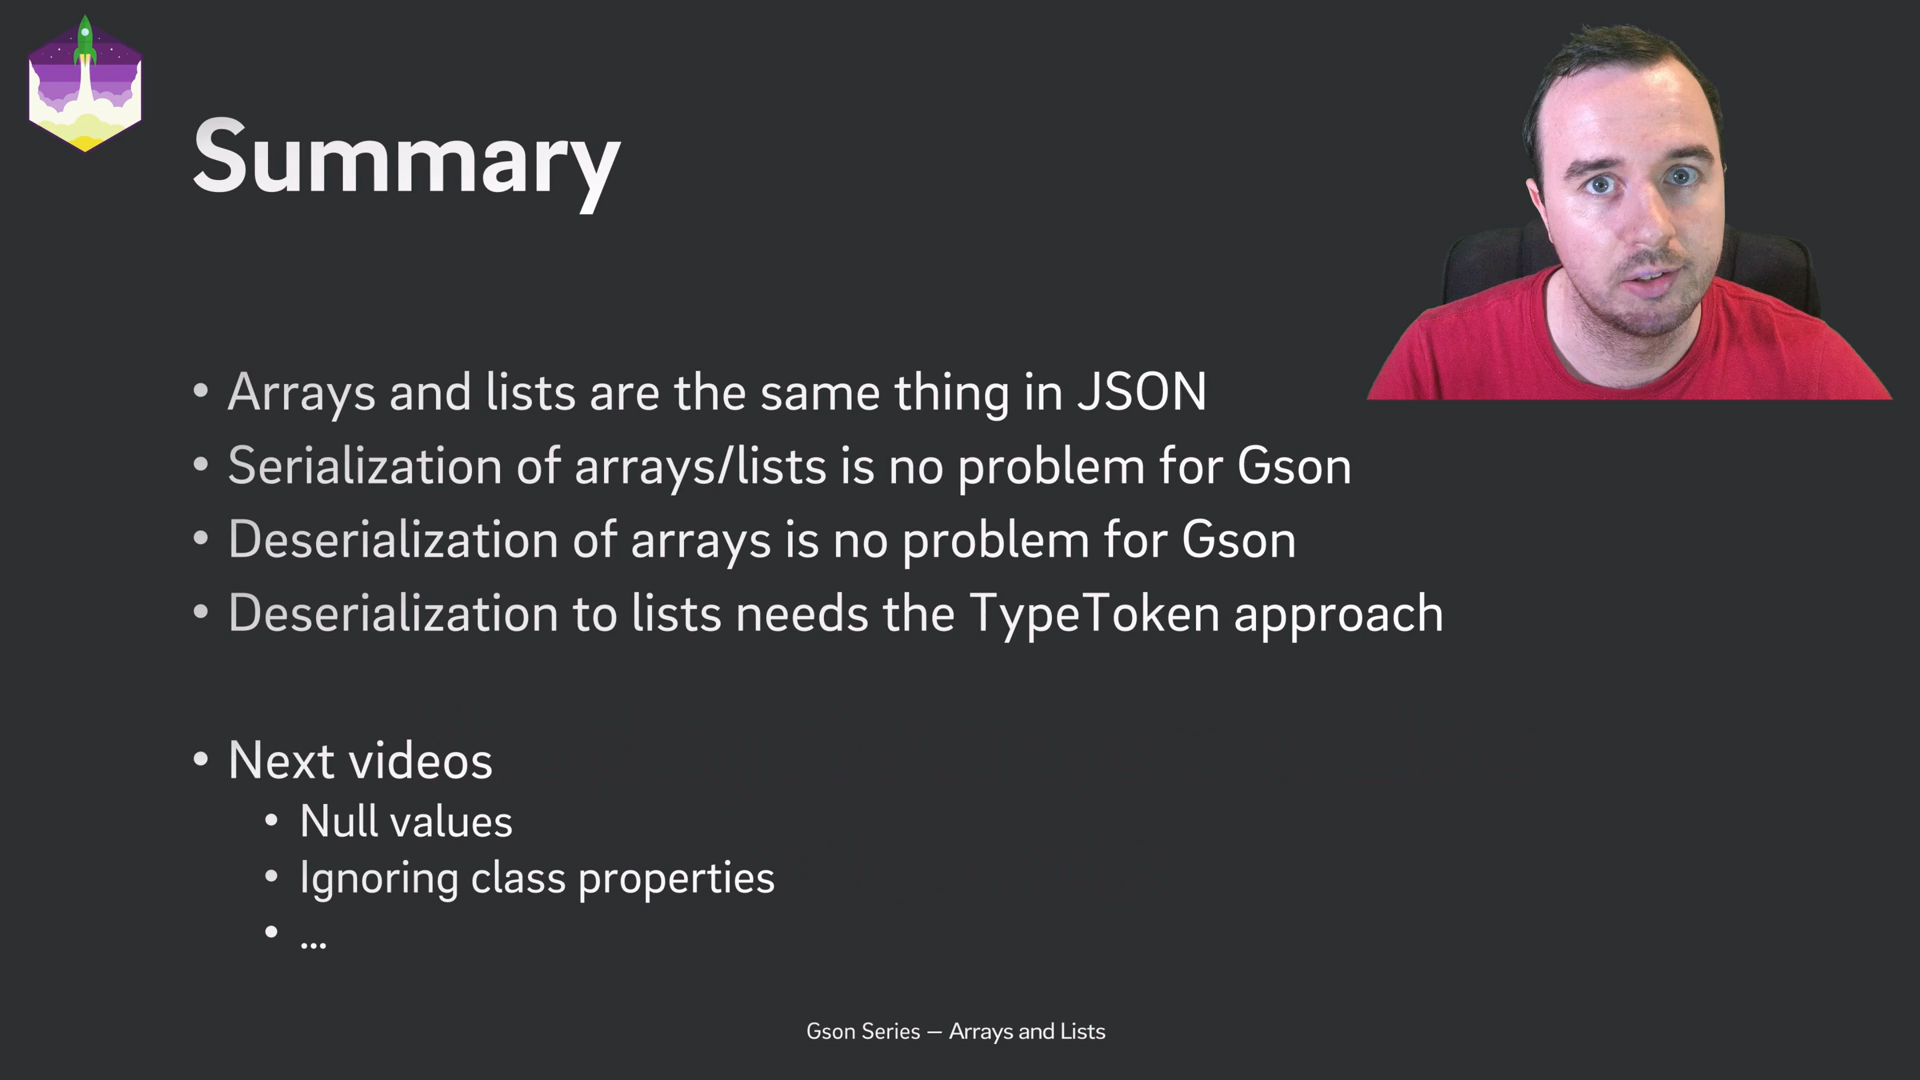 Summary
• Arrays and lists are the same thing in JSON
• Serialization of arrays/lists is no problem for Gson
• Deserialization of arrays is no problem for Gson
• Deserialization to lists needs the TypeToken approach
• Next videos
• Null values
• Ignoring class properties
• ...
Gson Series — Arrays and Lists